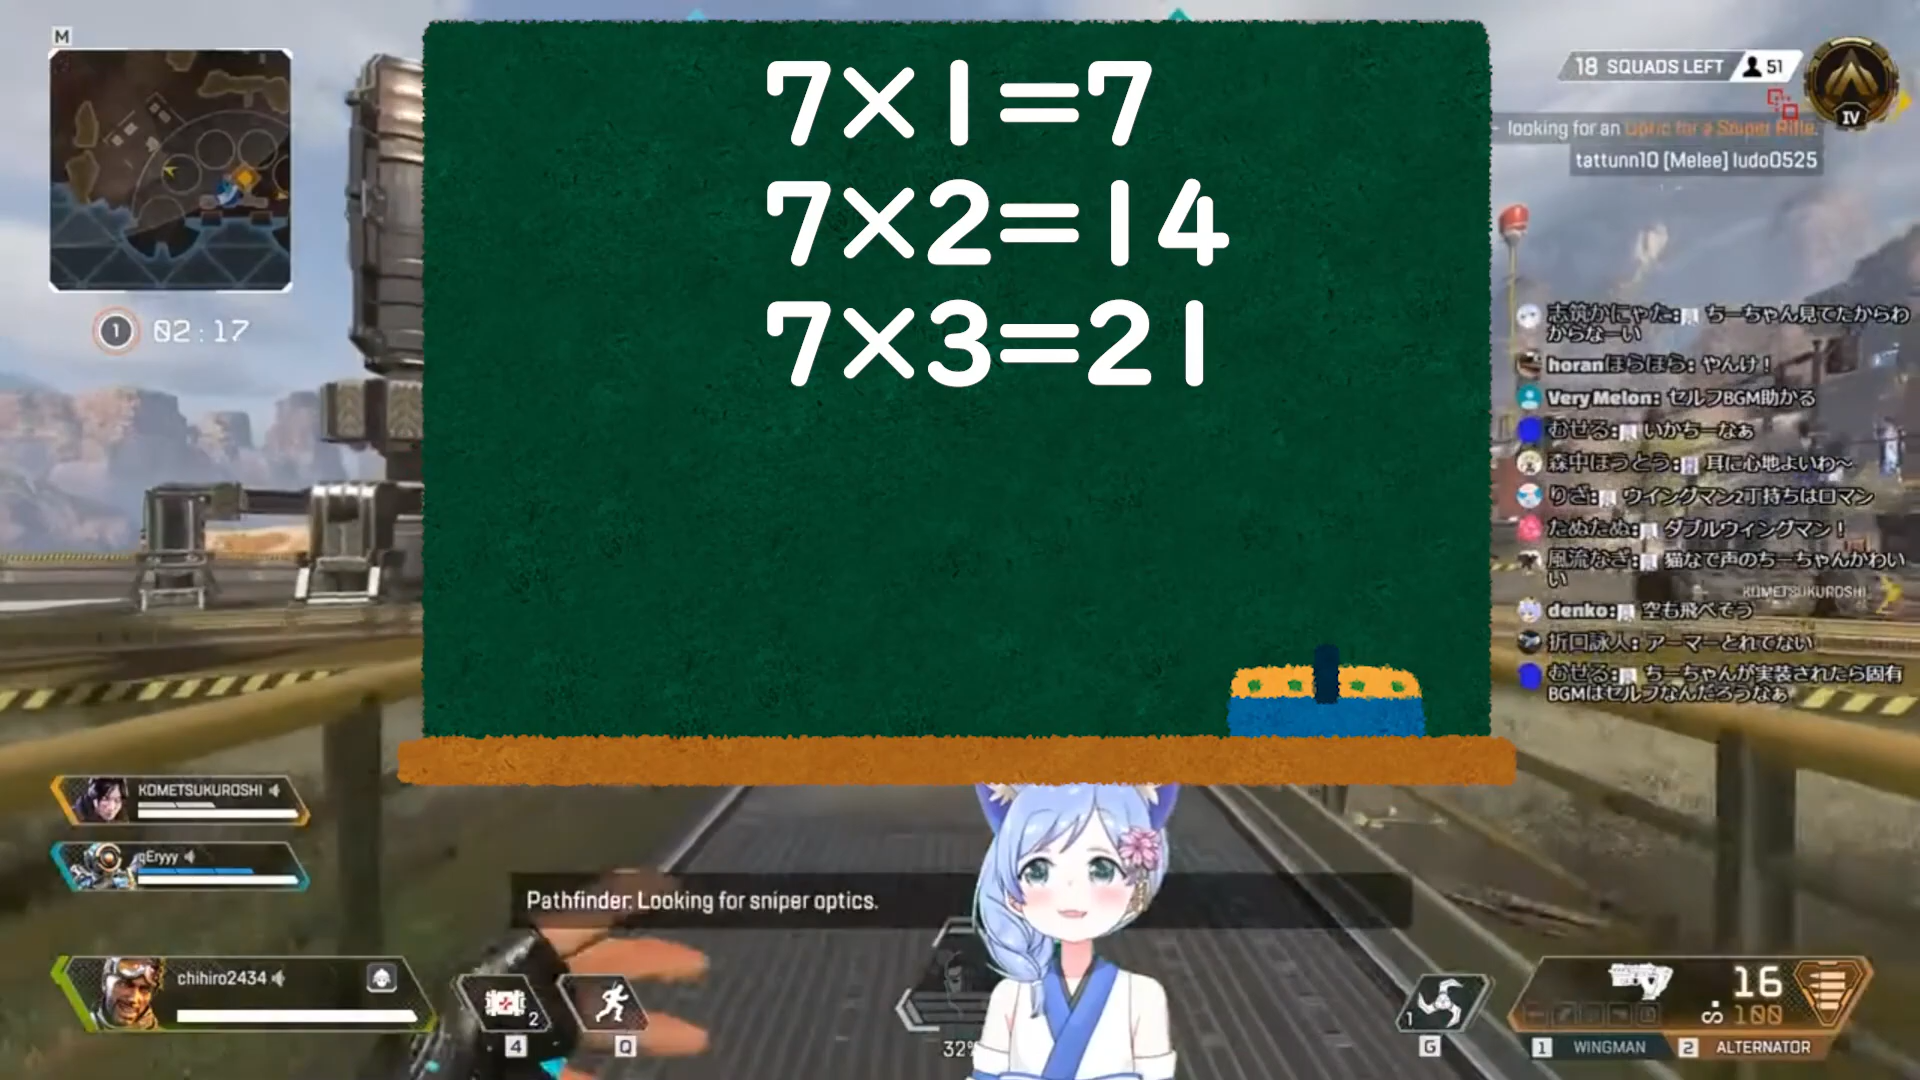 M
7×1=7
7×2=14
7×3=21
18 SQUADS LEFT 51
IV
looking for an Optic for a Sniper Rifle.
tattunn10 [Melee] ludo0525
1 02:17
志筑かにゃた: ちーちゃん見てたからわ
からなーい
horanほらほら: やんけ！
Very Melon: セルフBGM助かる
むせる: いかちーなぁ
森中ほうとう: 耳に心地よいわ〜
りざ: ウイングマン2丁持ちはロマン
たぬたぬ: ダブルウィングマン！
風流なぎ: 猫なで声のちーちゃんかわい
い
KOMETSUKUROSHI
denko: 空も飛べそう
折口詠人: アーマーとれてない
むせる: ちーちゃんが実装されたら固有
BGMはセルフなんだろうなぁ
KOMETSUKUROSHI
qEryyy
Pathfinder: Looking for sniper optics.
chihiro2434
2
4
Q
32%
1
G
16
100
1 WINGMAN 2 ALTERNATOR